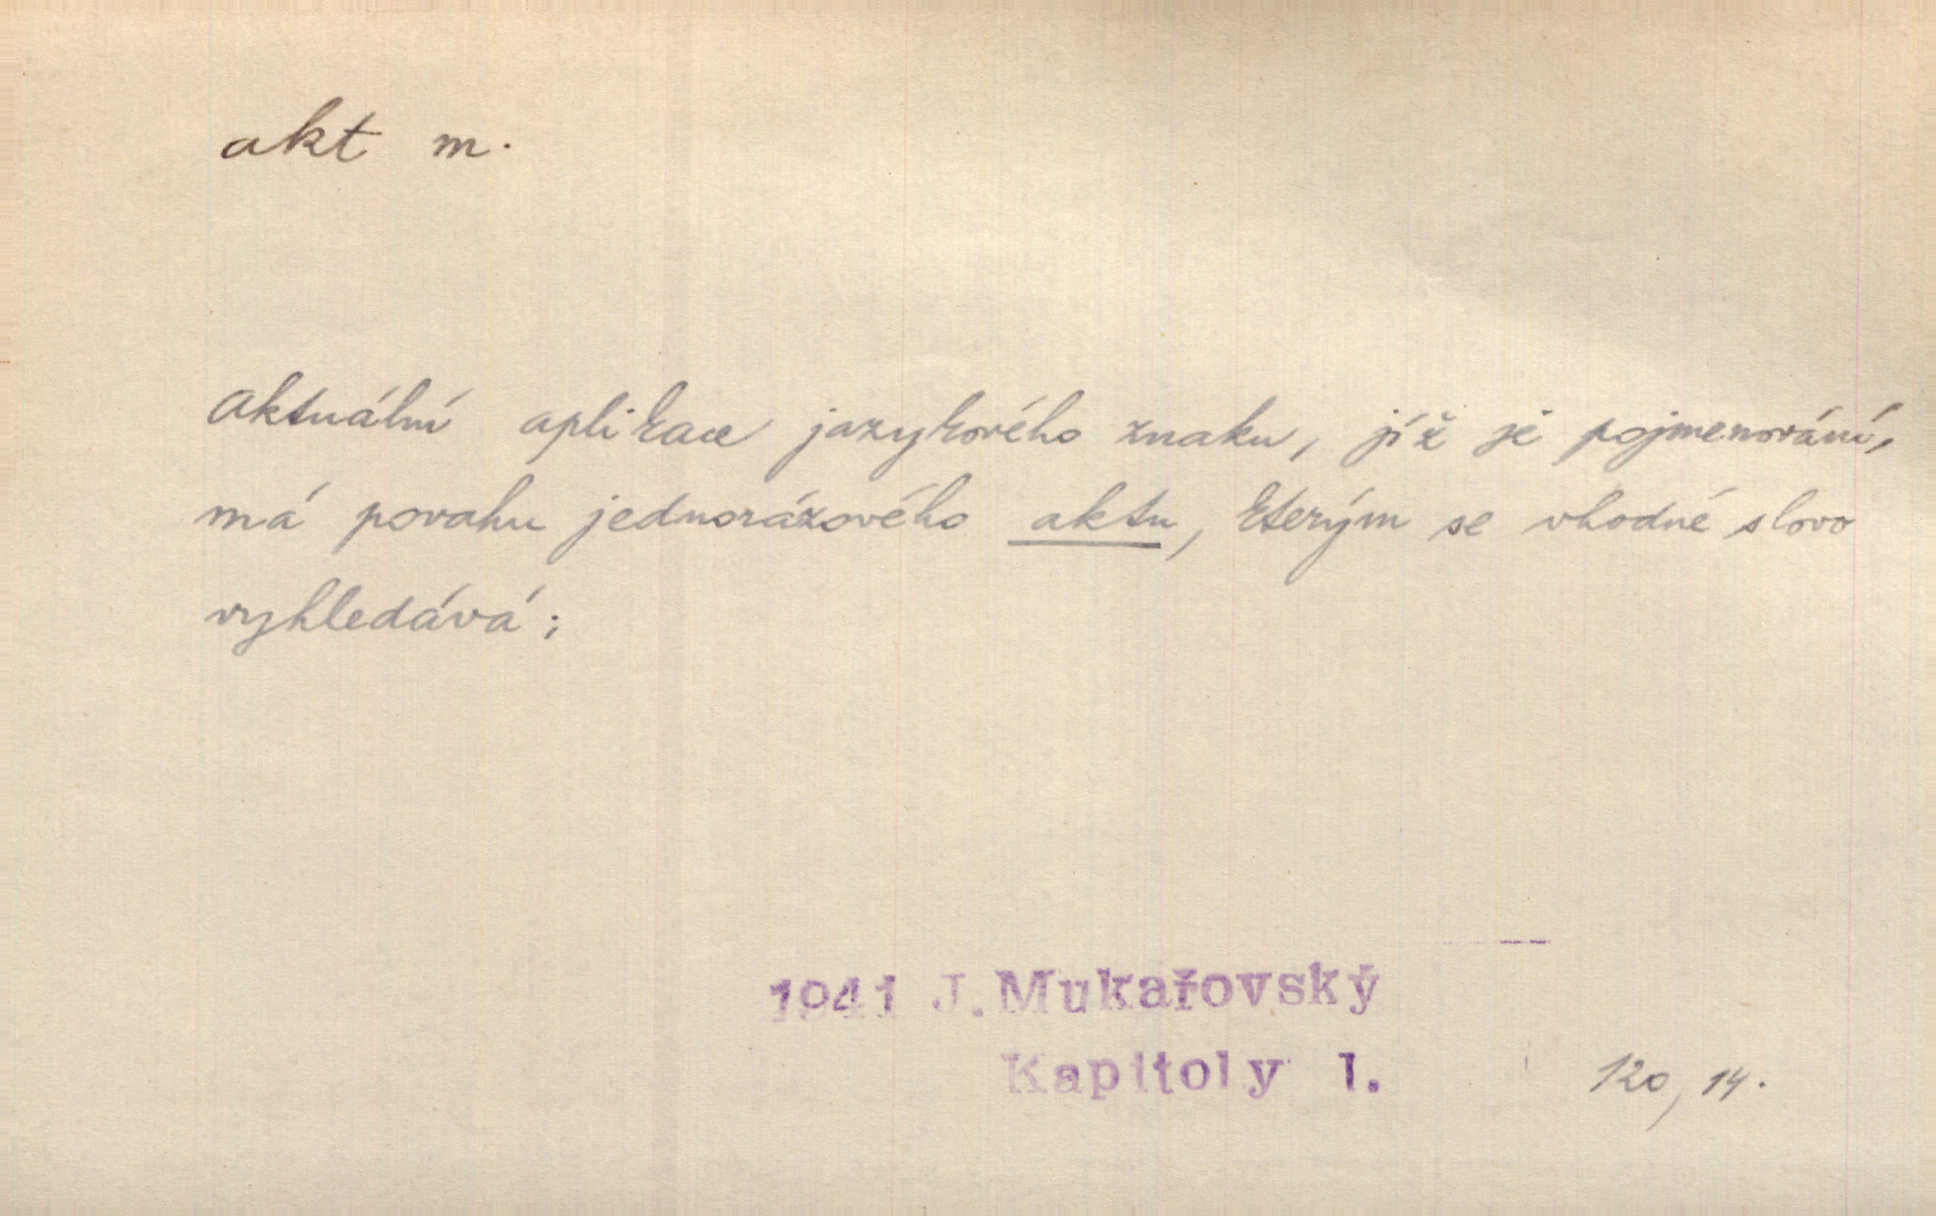 akt m.
Aktuální aplikace jazykového znaku, jíž je pojmenování,
má povahu jednorázového aktu, kterým se vhodné slovo
vyhledává;
1941 J. Mukařovský
Kapitoly 1.
120, 14.